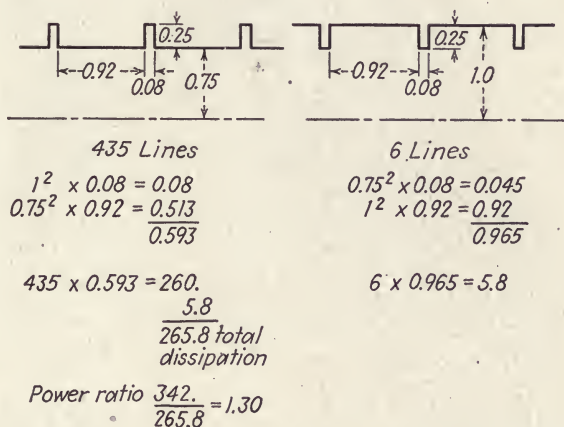 0.25
0.92
0.08
0.75
435 Lines
1² x 0.08 = 0.08
0.75² x 0.92 = 0.513
0.593
435 x 0.593 = 260.
5.8
265.8 total
dissipation
Power ratio 342. / 265.8 = 1.30
0.25
0.92
0.08
1.0
6 Lines
0.75² x 0.08 = 0.045
1² x 0.92 = 0.92
0.965
6 x 0.965 = 5.8